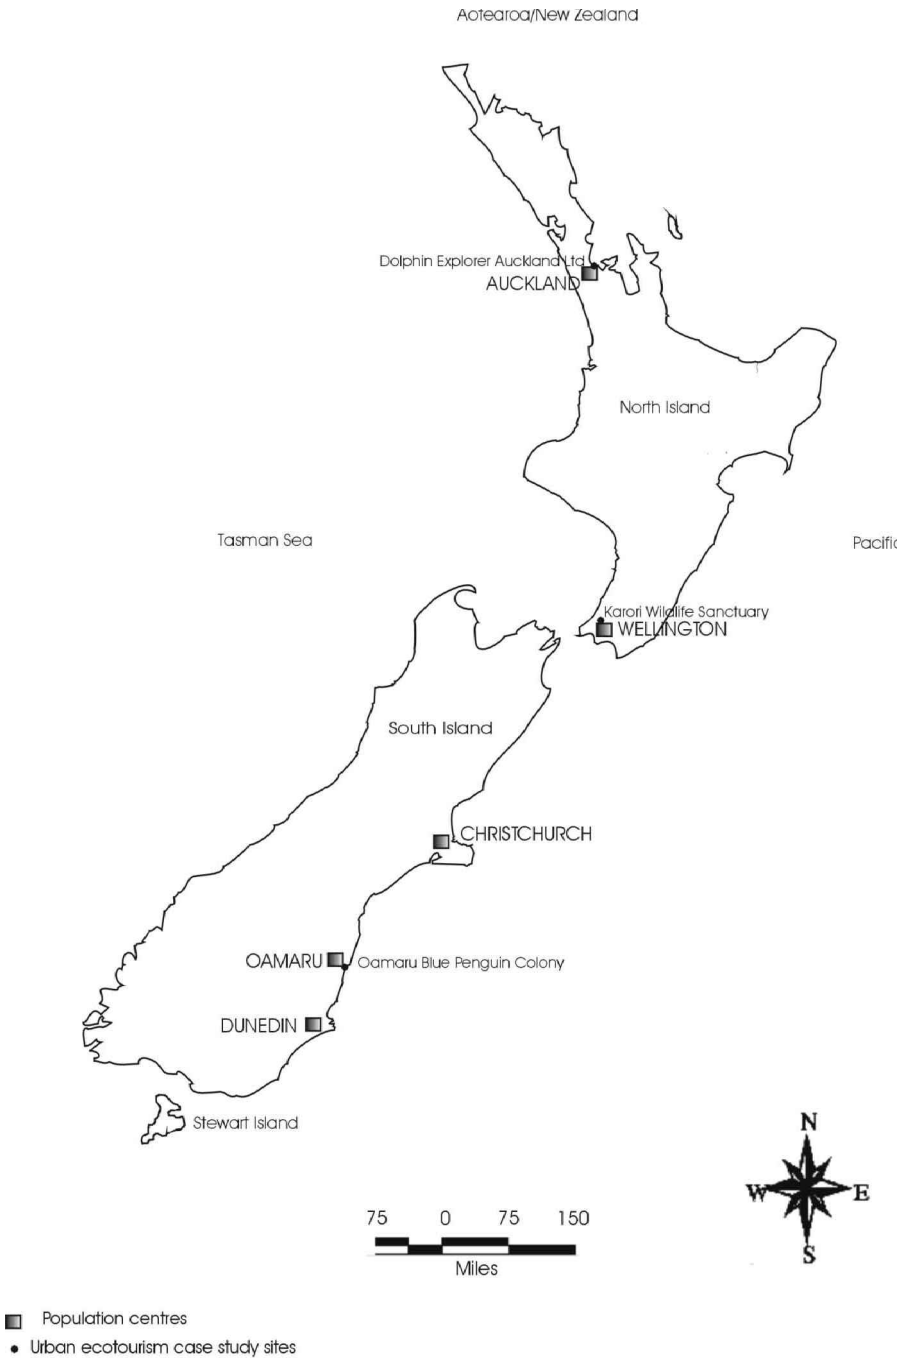 Aotearoa/New Zealand
Dolphin Explorer Auckland Ltd
AUCKLAND
North Island
Tasman Sea
Pacific
Karori Wildlife Sanctuary
WELLINGTON
South Island
CHRISTCHURCH
OAMARU
Oamaru Blue Penguin Colony
DUNEDIN
Stewart Island
N
W E
S
75 0 75 150
Miles
Population centres
Urban ecotourism case study sites